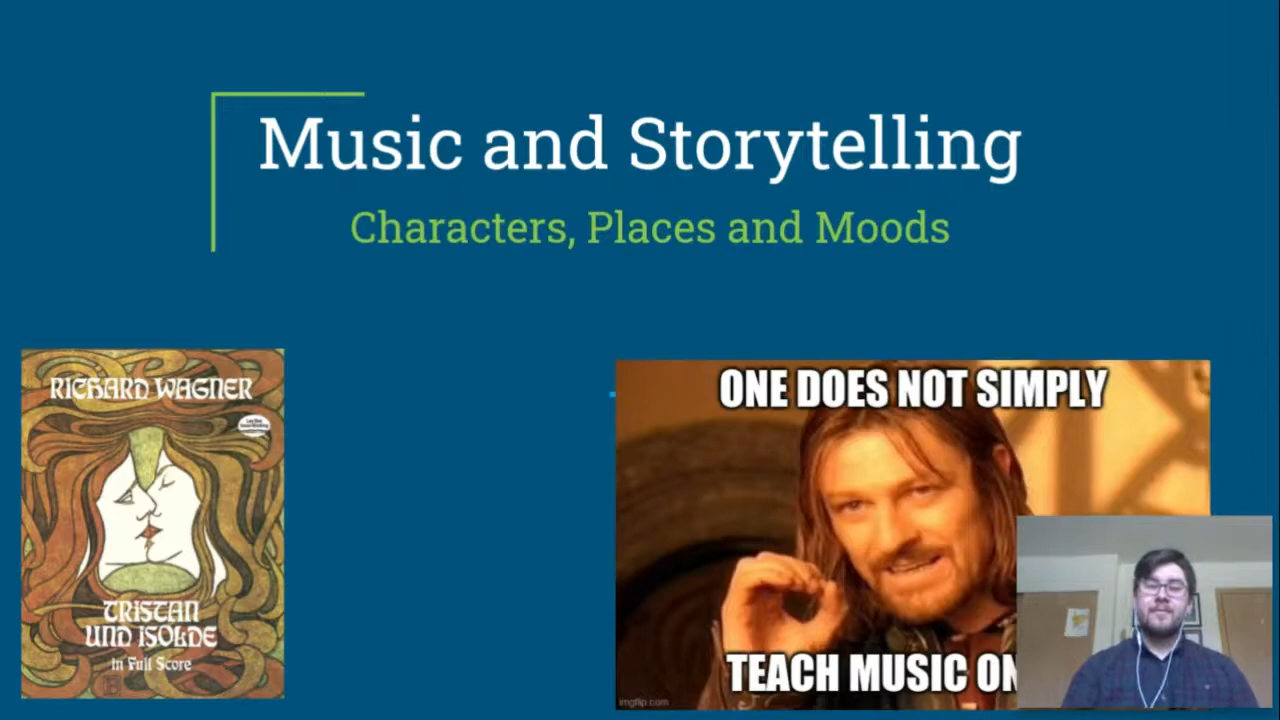 Music and Storytelling
Characters, Places and Moods
RICHARD WAGNER
TRISTAN
UND ISOLDE
in Full Score
ONE DOES NOT SIMPLY
TEACH MUSIC ON
imgflip.com